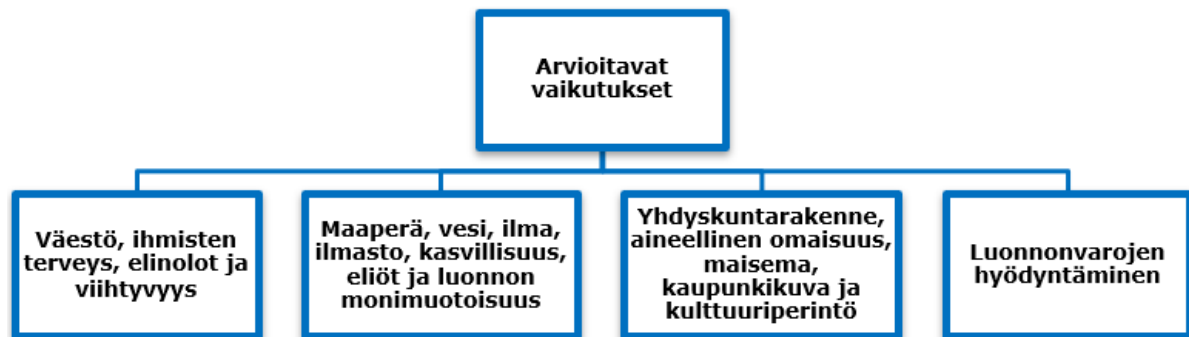 Arvioitavat
vaikutukset
Väestö, ihmisten
terveys, elinolot ja
viihtyvyys
Maaperä, vesi, ilma,
ilmasto, kasvillisuus,
eliöt ja luonnon
monimuotoisuus
Yhdyskuntarakenne,
aineellinen omaisuus,
maisema,
kaupunkikuva ja
kulttuuriperintö
Luonnonvarojen
hyödyntäminen